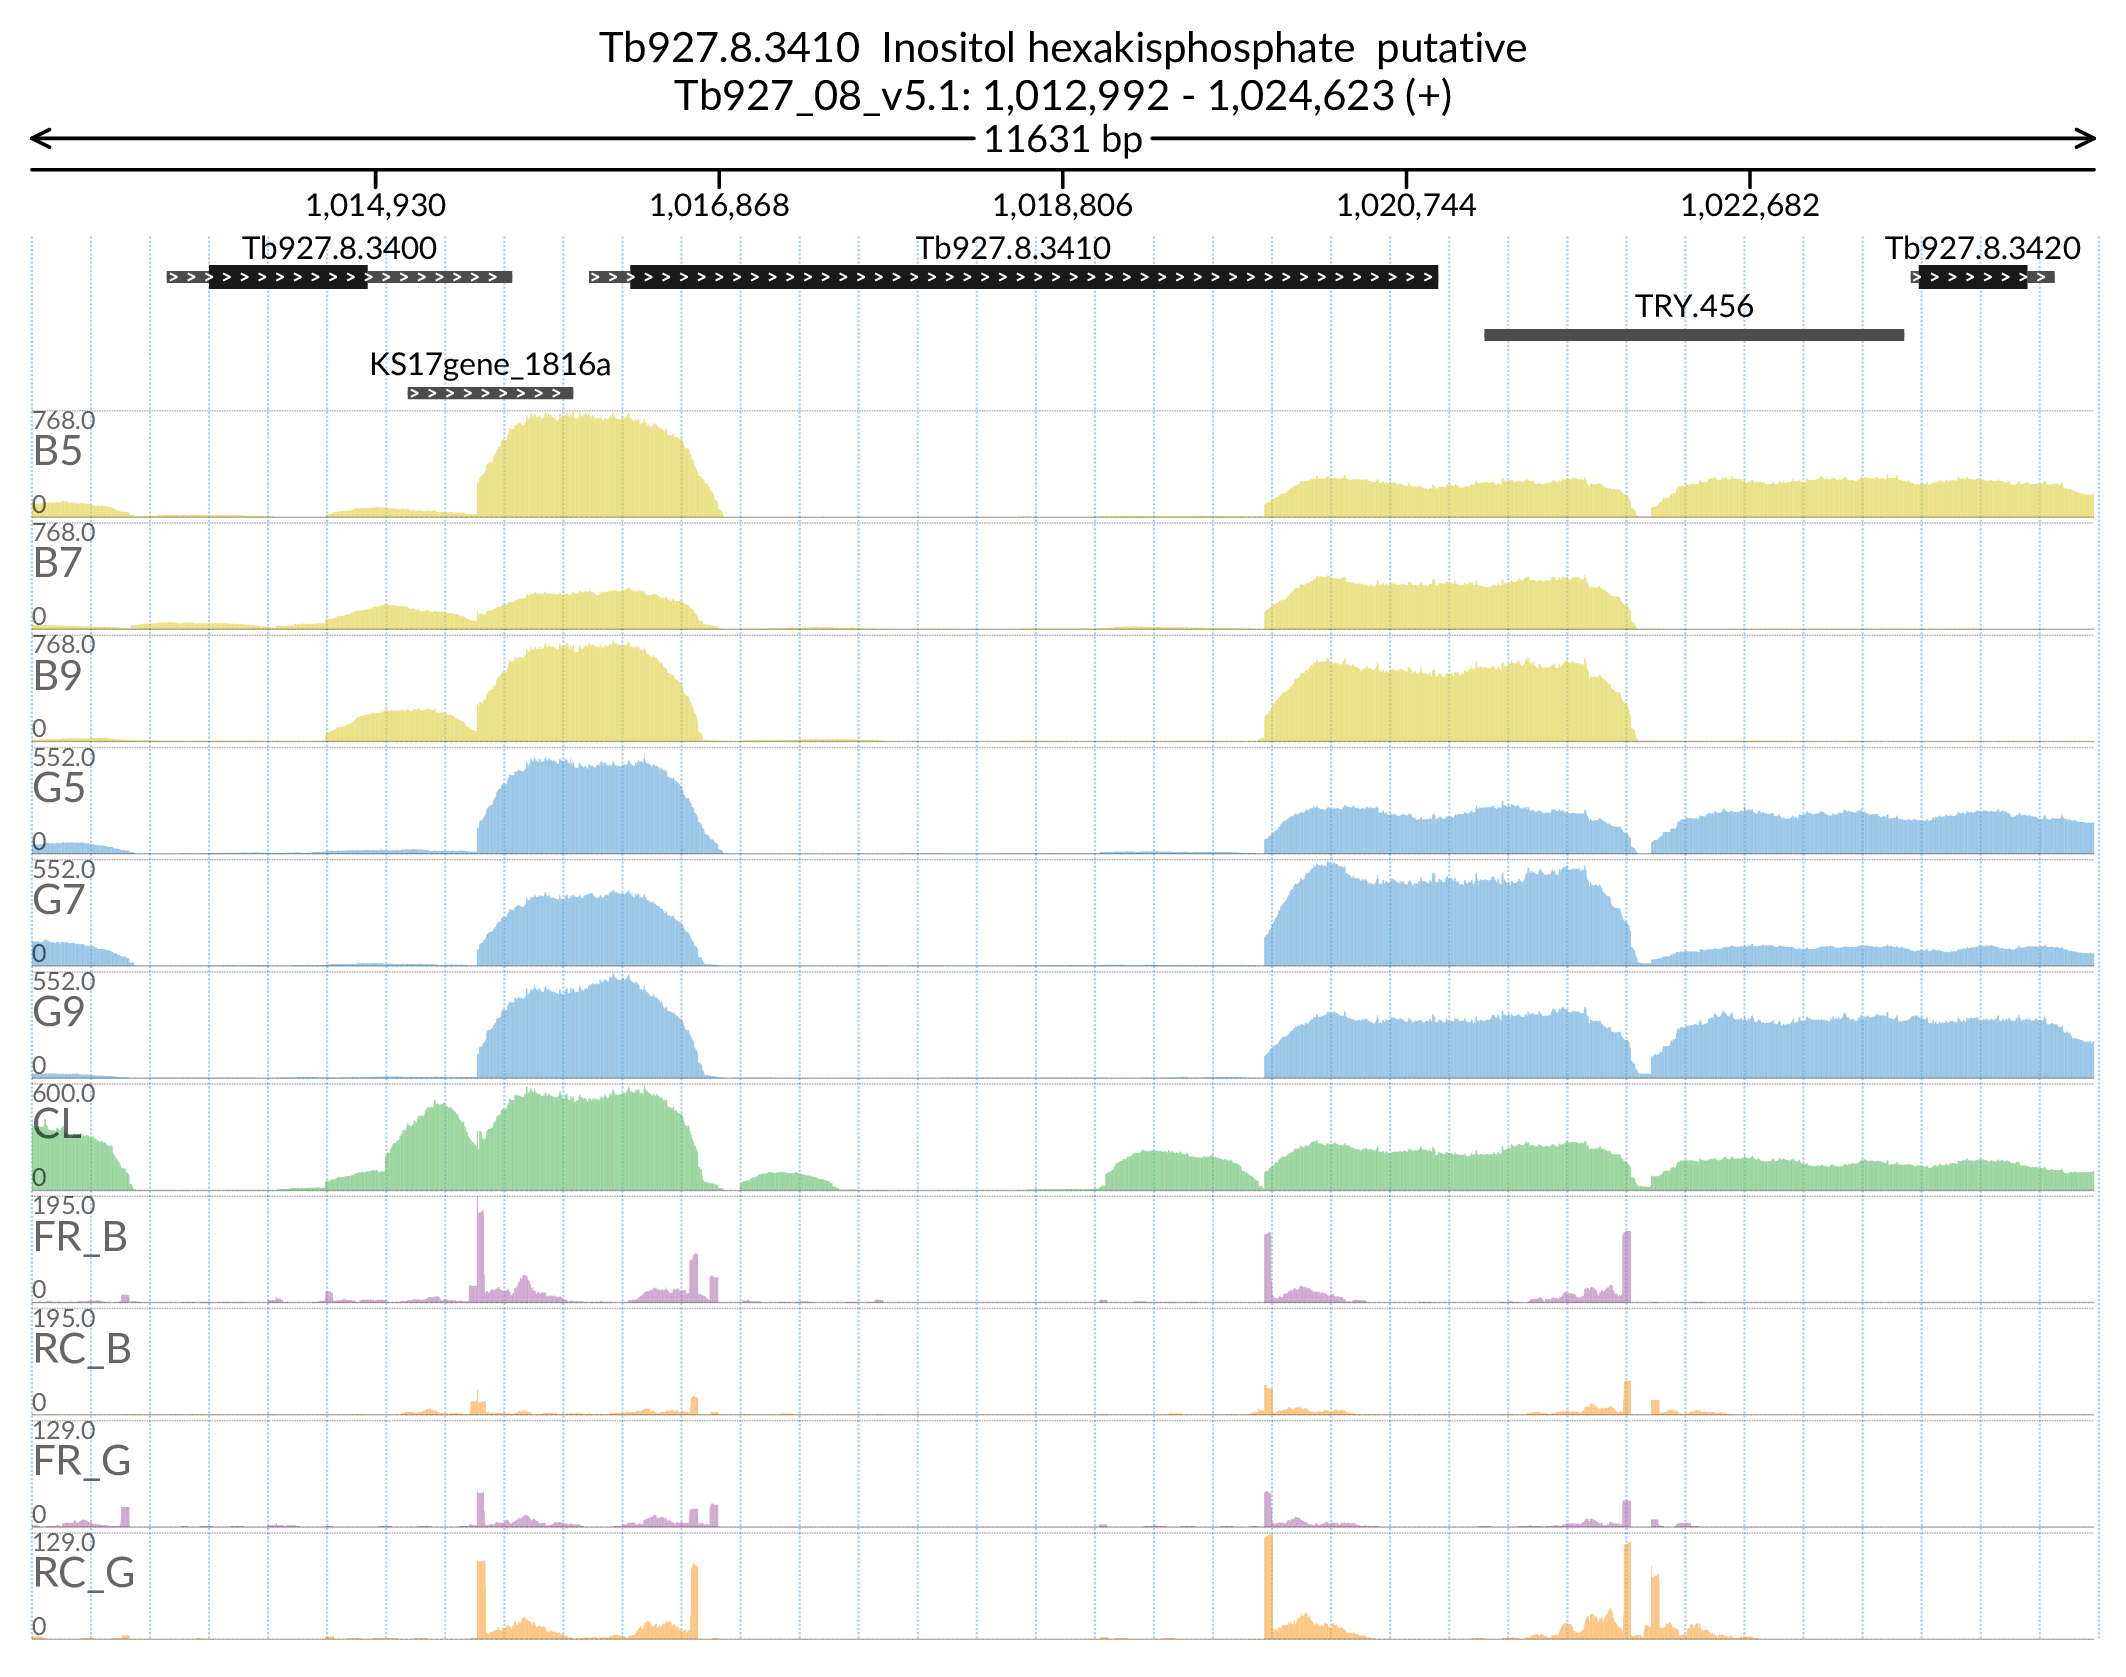 Tb927.8.3410 Inositol hexakisphosphate putative
Tb927_08_v5.1: 1,012,992 - 1,024,623 (+)
11631 bp
1,014,930 1,016,868 1,018,806 1,020,744 1,022,682
Tb927.8.3400 Tb927.8.3410 Tb927.8.3420
TRY.456
KS17gene_1816a
768.0
B5
0
768.0
B7
0
768.0
B9
0
552.0
G5
0
552.0
G7
0
552.0
G9
0
600.0
CL
0
195.0
FR_B
0
195.0
RC_B
0
129.0
FR_G
0
129.0
RC_G
0